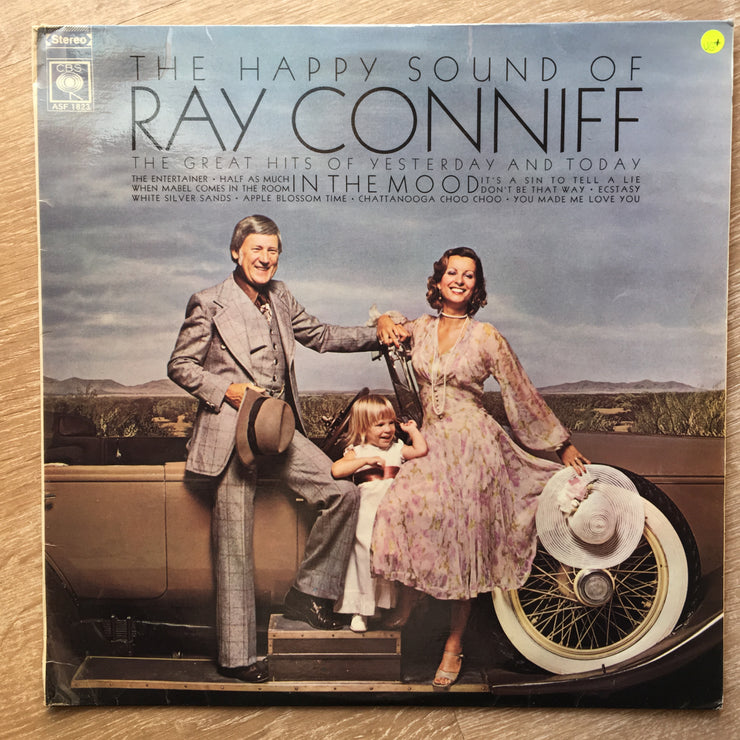 Stereo
CBS
ASF 1823
THE HAPPY SOUND OF
RAY CONNIFF
THE GREAT HITS OF YESTERDAY AND TODAY
THE ENTERTAINER • HALF AS MUCH
WHEN MABEL COMES IN THE ROOM
WHITE SILVER SANDS • APPLE BLOSSOM TIME • CHATTANOOGA CHOO CHOO • YOU MADE ME LOVE YOU
IN THE MOOD
IT'S A SIN TO TELL A LIE
DON'T BE THAT WAY • ECSTASY